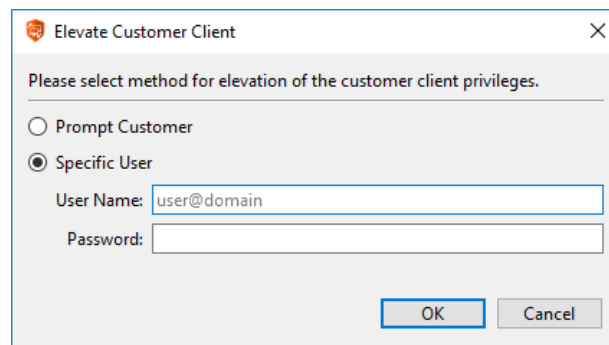 Elevate Customer Client
Please select method for elevation of the customer client privileges.
Prompt Customer
Specific User
User Name: user@domain
Password:
OK Cancel